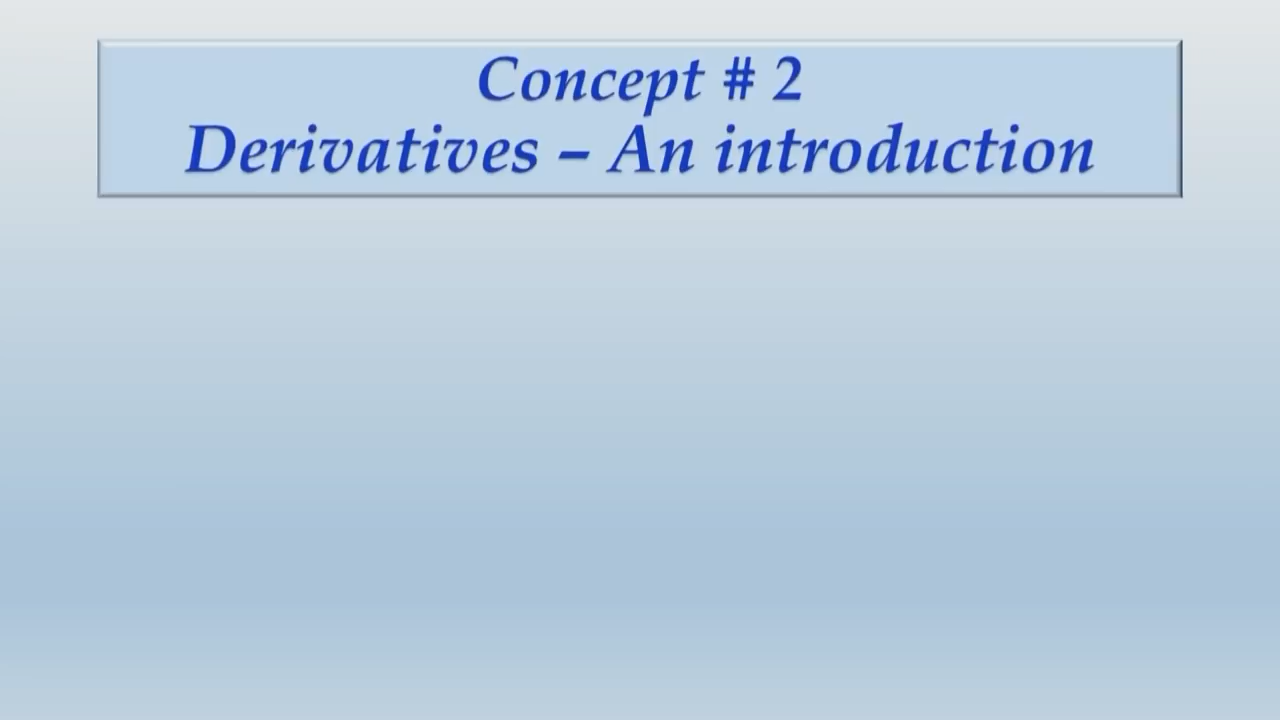 Concept # 2
Derivatives – An introduction